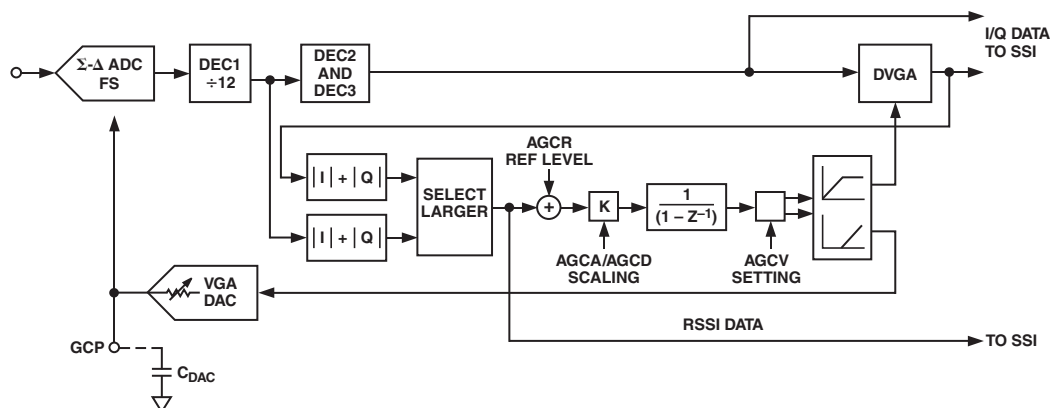 I/Q DATA
TO SSI
Σ-Δ ADC
FS
DEC1
÷12
DEC2
AND
DEC3
DVGA
AGCR
REF LEVEL
|I| + |Q|
SELECT
LARGER
+
K
1
(1 – Z–1)
|I| + |Q|
AGCA/AGCD
SCALING
AGCV
SETTING
VGA
DAC
RSSI DATA
TO SSI
GCP
CDAC